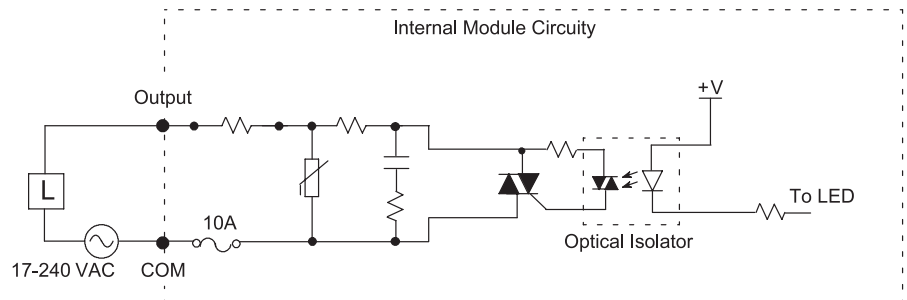 Internal Module Circuity
+V
Output
L
10A
To LED
Optical Isolator
17-240 VAC
COM